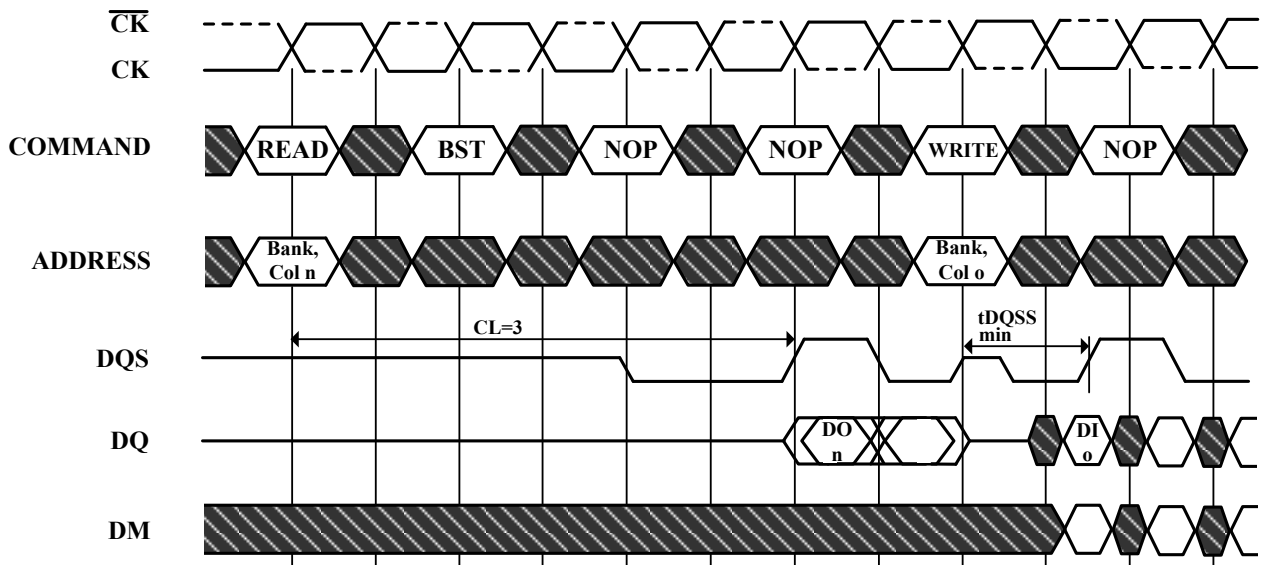 CK
CK
COMMAND
READ
BST
NOP
NOP
WRITE
NOP
ADDRESS
Bank,
Col n
Bank,
Col o
DQS
CL=3
tDQSS
min
DQ
DO
n
DI
o
DM